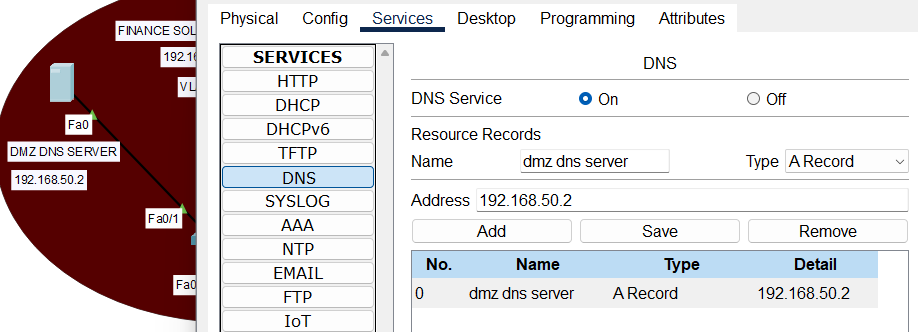 Physical Config Services Desktop Programming Attributes
FINANCE SOL
192.16
VL
Fa0
DMZ DNS SERVER
192.168.50.2
Fa0/1
Fa0
SERVICES
HTTP
DHCP
DHCPv6
TFTP
DNS
SYSLOG
AAA
NTP
EMAIL
FTP
IoT
DNS
DNS Service On Off
Resource Records
Name dmz dns server Type A Record
Address 192.168.50.2
Add Save Remove
No. Name Type Detail
0 dmz dns server A Record 192.168.50.2